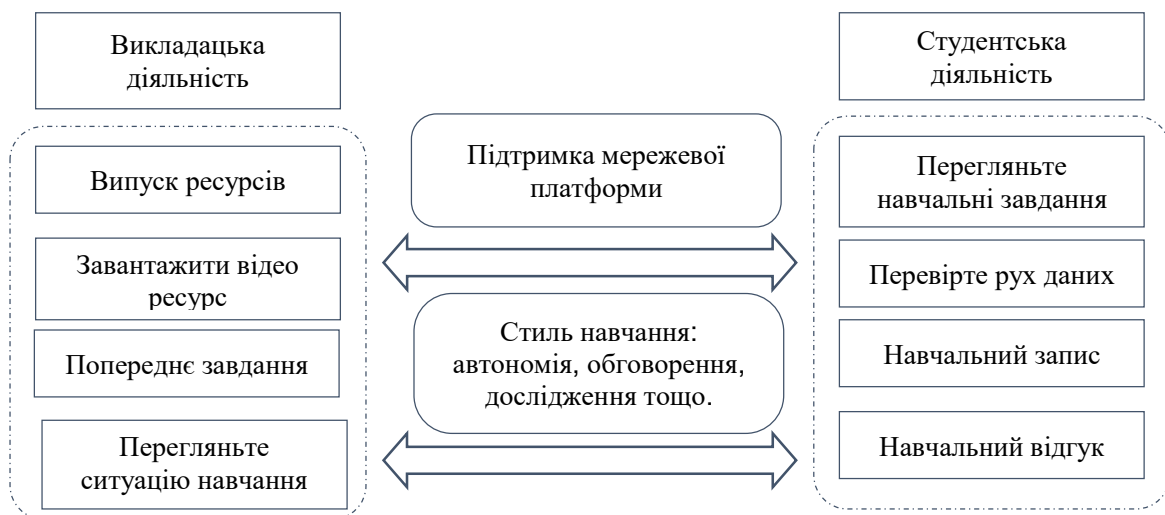 Викладацька
діяльність
Випуск ресурсів
Завантажити відео
ресурс
Попереднє завдання
Перегляньте
ситуацію навчання
Підтримка мережевої
платформи
Стиль навчання:
автономія, обговорення,
дослідження тощо.
Студентська
діяльність
Перегляньте
навчальні завдання
Перевірте рух даних
Навчальний запис
Навчальний відгук